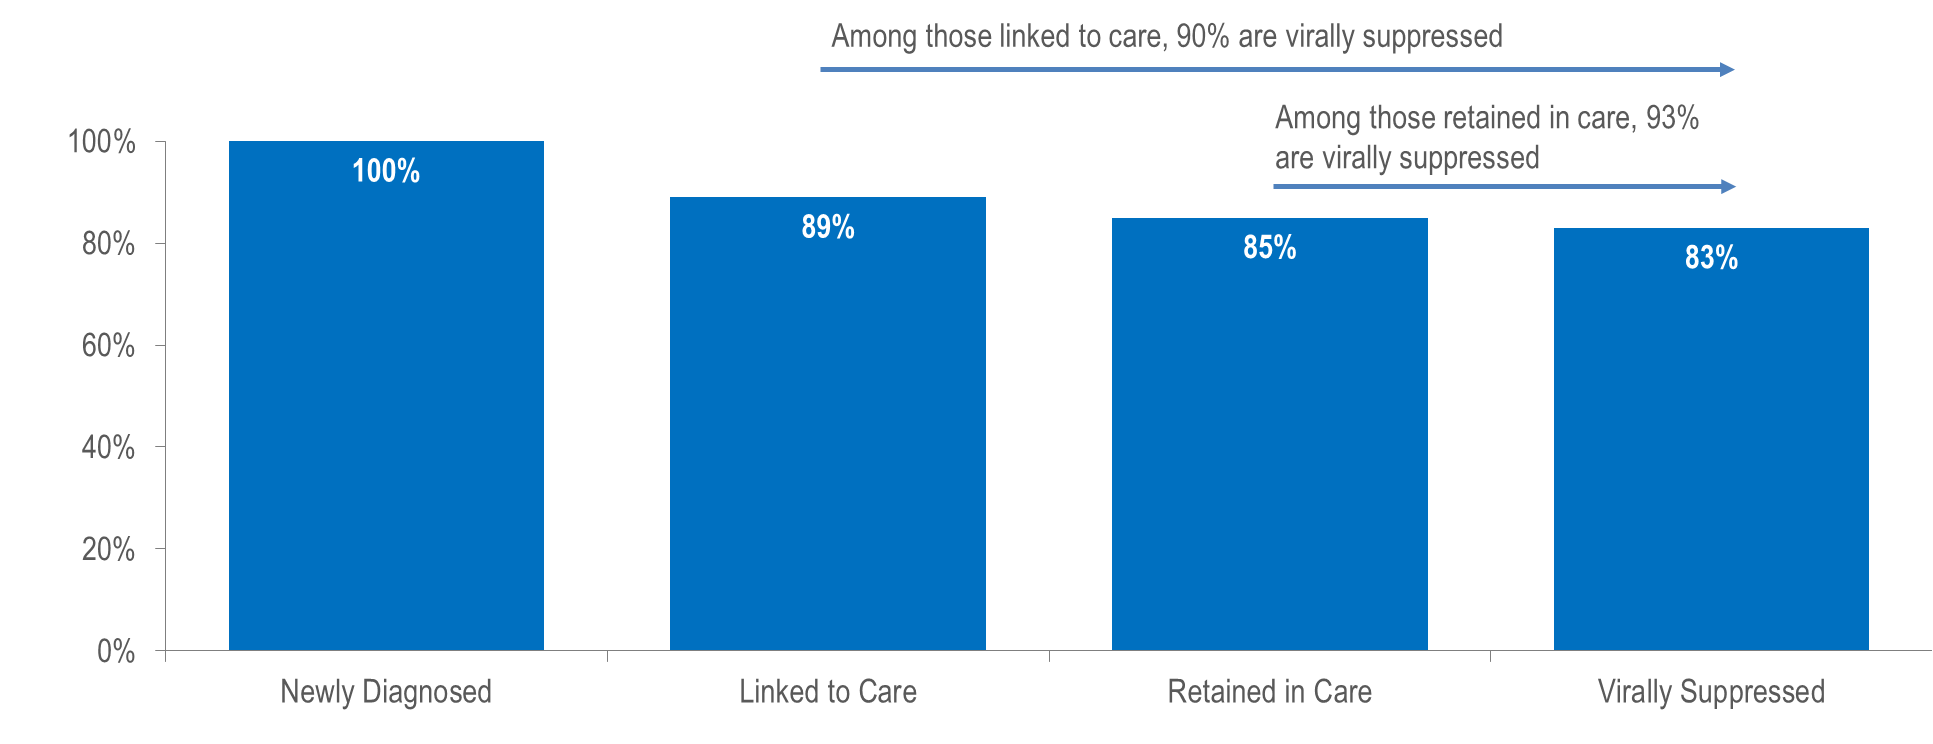 Among those linked to care, 90% are virally suppressed
Among those retained in care, 93%
are virally suppressed
100%
80%
60%
40%
20%
0%
100%
89%
85%
83%
Newly Diagnosed
Linked to Care
Retained in Care
Virally Suppressed